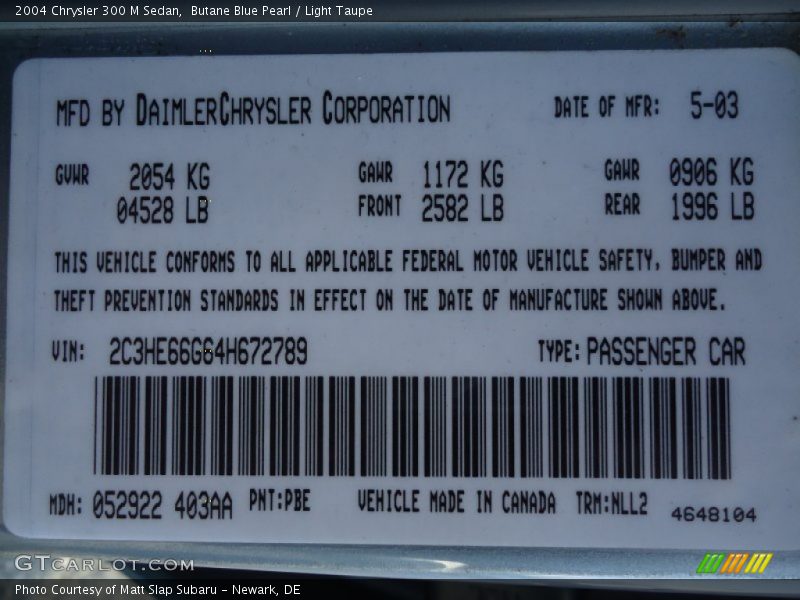 2004 Chrysler 300 M Sedan,  Butane Blue Pearl / Light Taupe
MFD BY DAIMLERCHRYSLER CORPORATION DATE OF MFR: 5-03
GVWR 2054 KG GAWR 1172 KG GAWR 0906 KG
04528 LB FRONT 2582 LB REAR 1996 LB
THIS VEHICLE CONFORMS TO ALL APPLICABLE FEDERAL MOTOR VEHICLE SAFETY, BUMPER AND
THEFT PREVENTION STANDARDS IN EFFECT ON THE DATE OF MANUFACTURE SHOWN ABOVE.
VIN: 2C3HE66G64H672789 TYPE: PASSENGER CAR
MDH: 052922 403AA PNT:PBE VEHICLE MADE IN CANADA TRM:NLL2 4648104
GTCarLot.com
Photo Courtesy of Matt Slap Subaru - Newark, DE